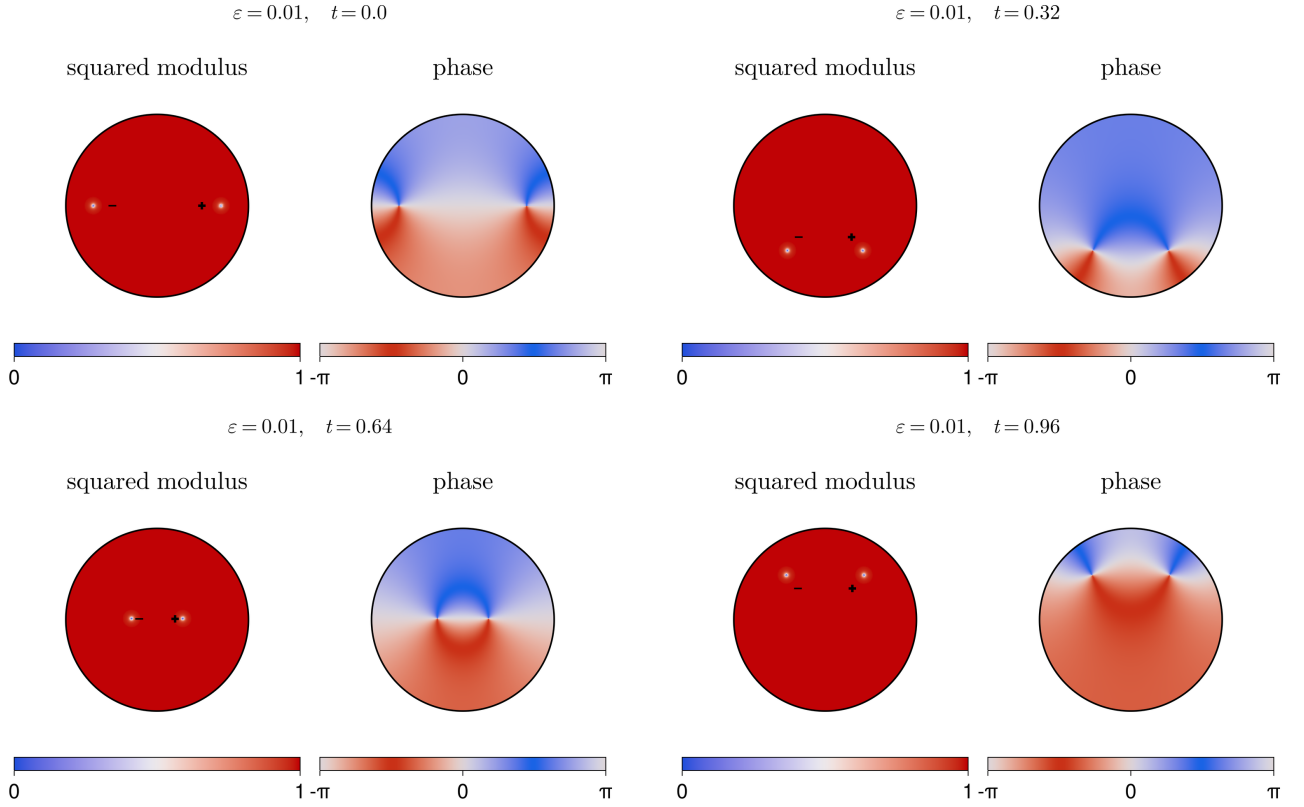 ε = 0.01, t = 0.0
squared modulus phase
− +
0 1 -π 0 π
ε = 0.01, t = 0.32
squared modulus phase
− +
0 1 -π 0 π
ε = 0.01, t = 0.64
squared modulus phase
− +
0 1 -π 0 π
ε = 0.01, t = 0.96
squared modulus phase
− +
0 1 -π 0 π